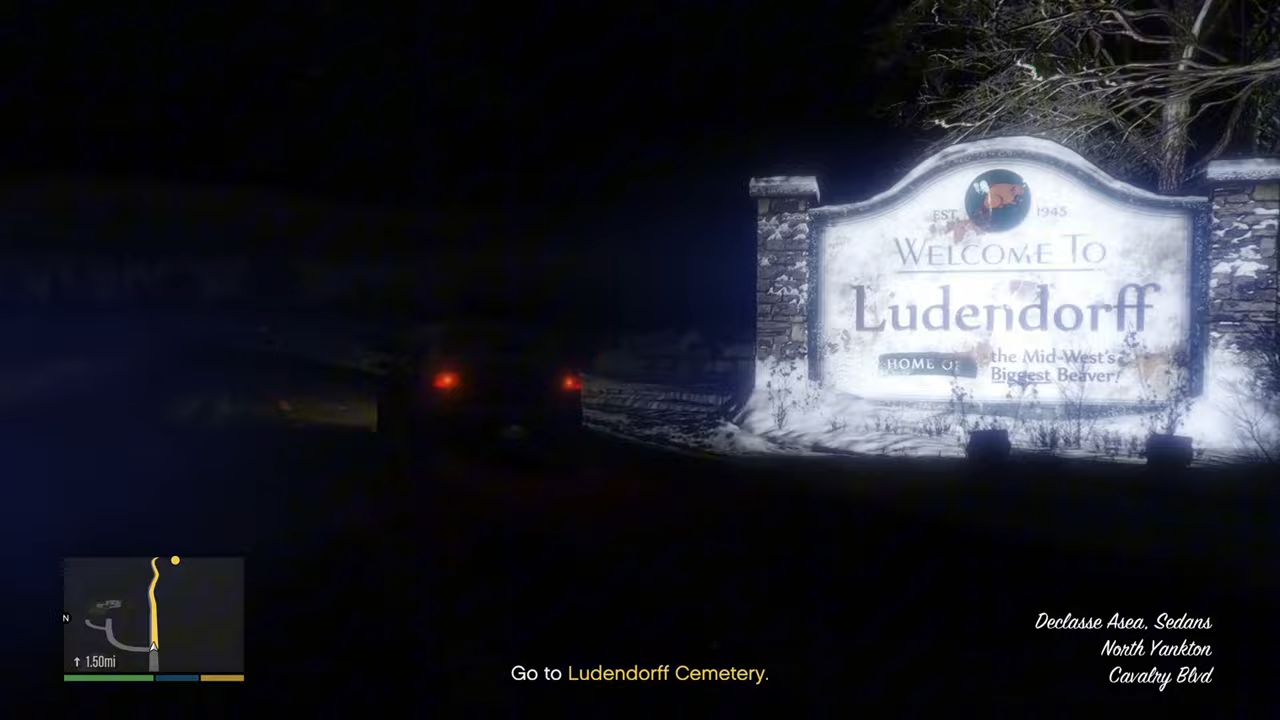 EST. 1945
WELCOME TO
Ludendorff
HOME OF the Mid-West's
Biggest Beaver!
N
1.50mi
Go to Ludendorff Cemetery.
Declasse Asea, Sedans
North Yankton
Cavalry Blvd